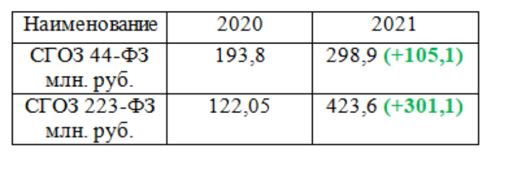 Наименование 2020 2021
СГОЗ 44-ФЗ 193,8 298,9 (+105,1)
млн. руб.
СГОЗ 223-ФЗ 122,05 423,6 (+301,1)
млн. руб.